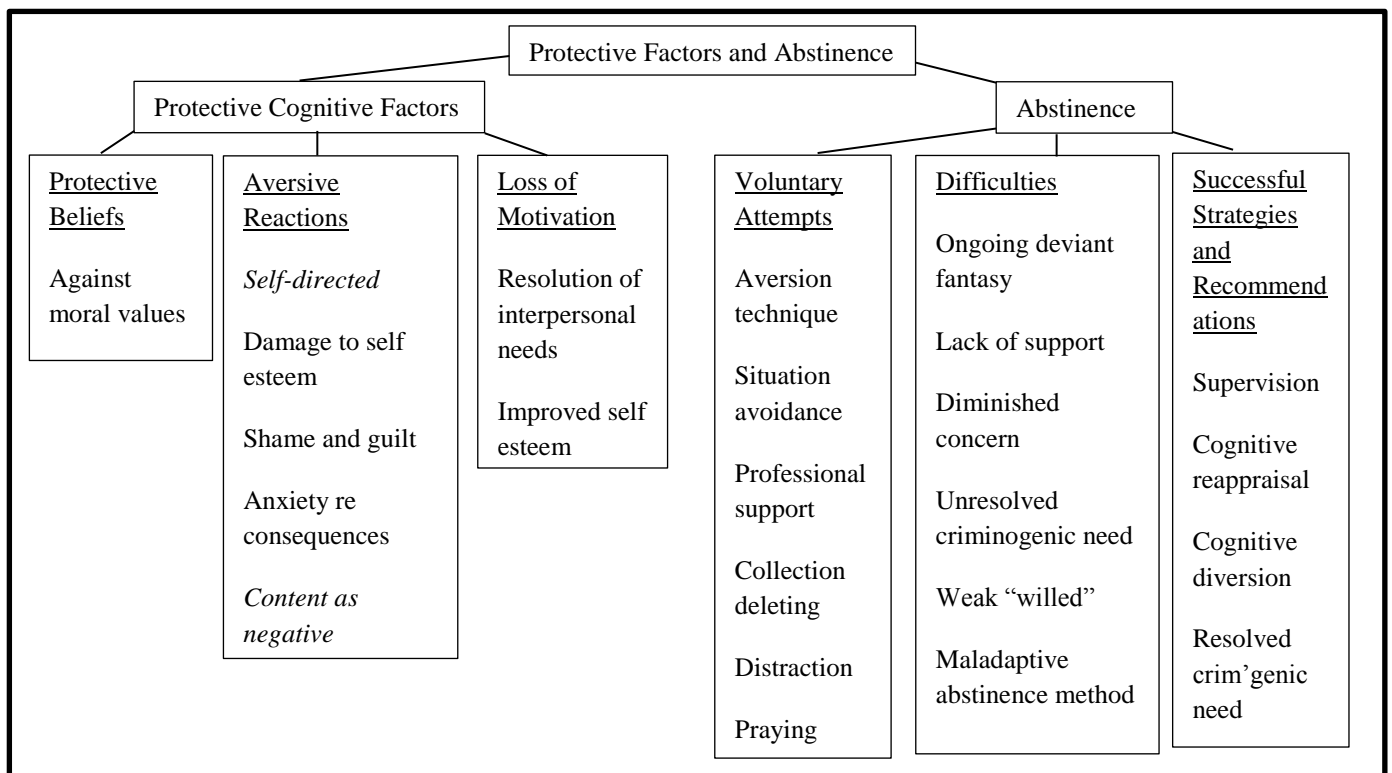 Protective Factors and Abstinence
Protective Cognitive Factors
Abstinence
Protective
Beliefs
Against
moral values
Aversive
Reactions
Self-directed
Damage to self
esteem
Shame and guilt
Anxiety re
consequences
Content as
negative
Loss of
Motivation
Resolution of
interpersonal
needs
Improved self
esteem
Voluntary
Attempts
Aversion
technique
Situation
avoidance
Professional
support
Collection
deleting
Distraction
Praying
Difficulties
Ongoing deviant
fantasy
Lack of support
Diminished
concern
Unresolved
criminogenic need
Weak “willed”
Maladaptive
abstinence method
Successful
Strategies
and
Recommend
ations
Supervision
Cognitive
reappraisal
Cognitive
diversion
Resolved
crim’genic
need